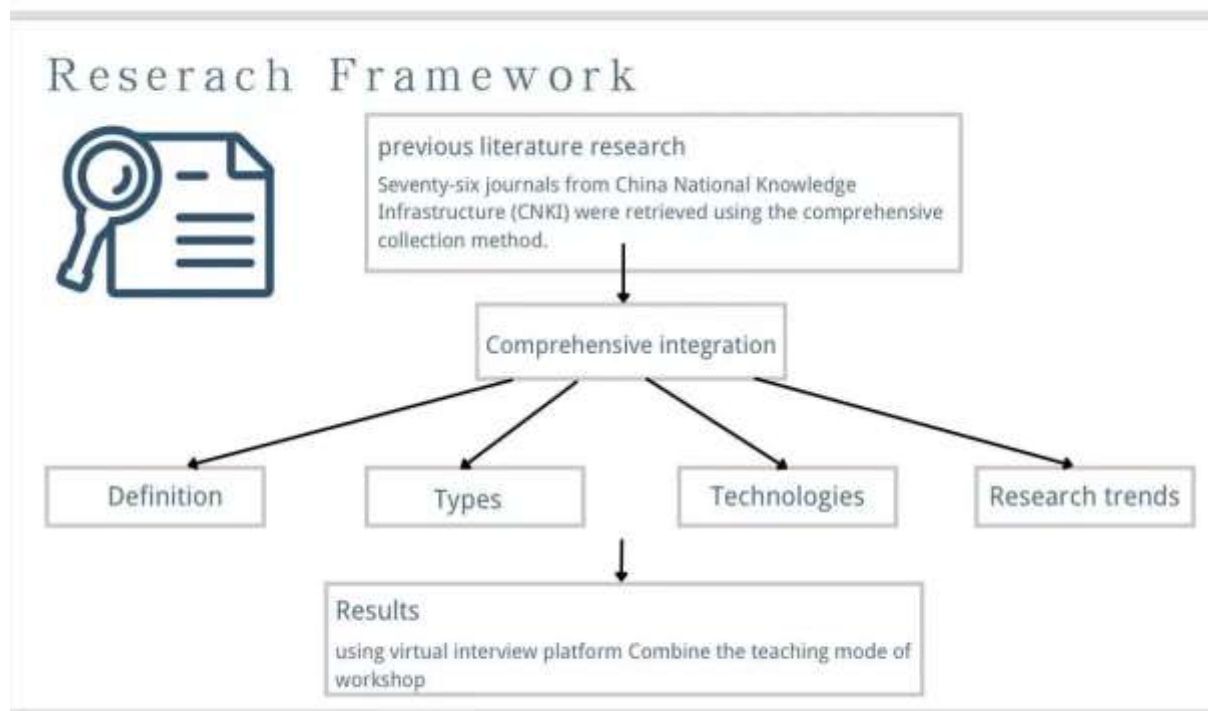 Reserach Framework
previous literature research
Seventy-six journals from China National Knowledge
Infrastructure (CNKI) were retrieved using the comprehensive
collection method.
Comprehensive integration
Definition
Types
Technologies
Research trends
Results
using virtual interview platform Combine the teaching mode of
workshop